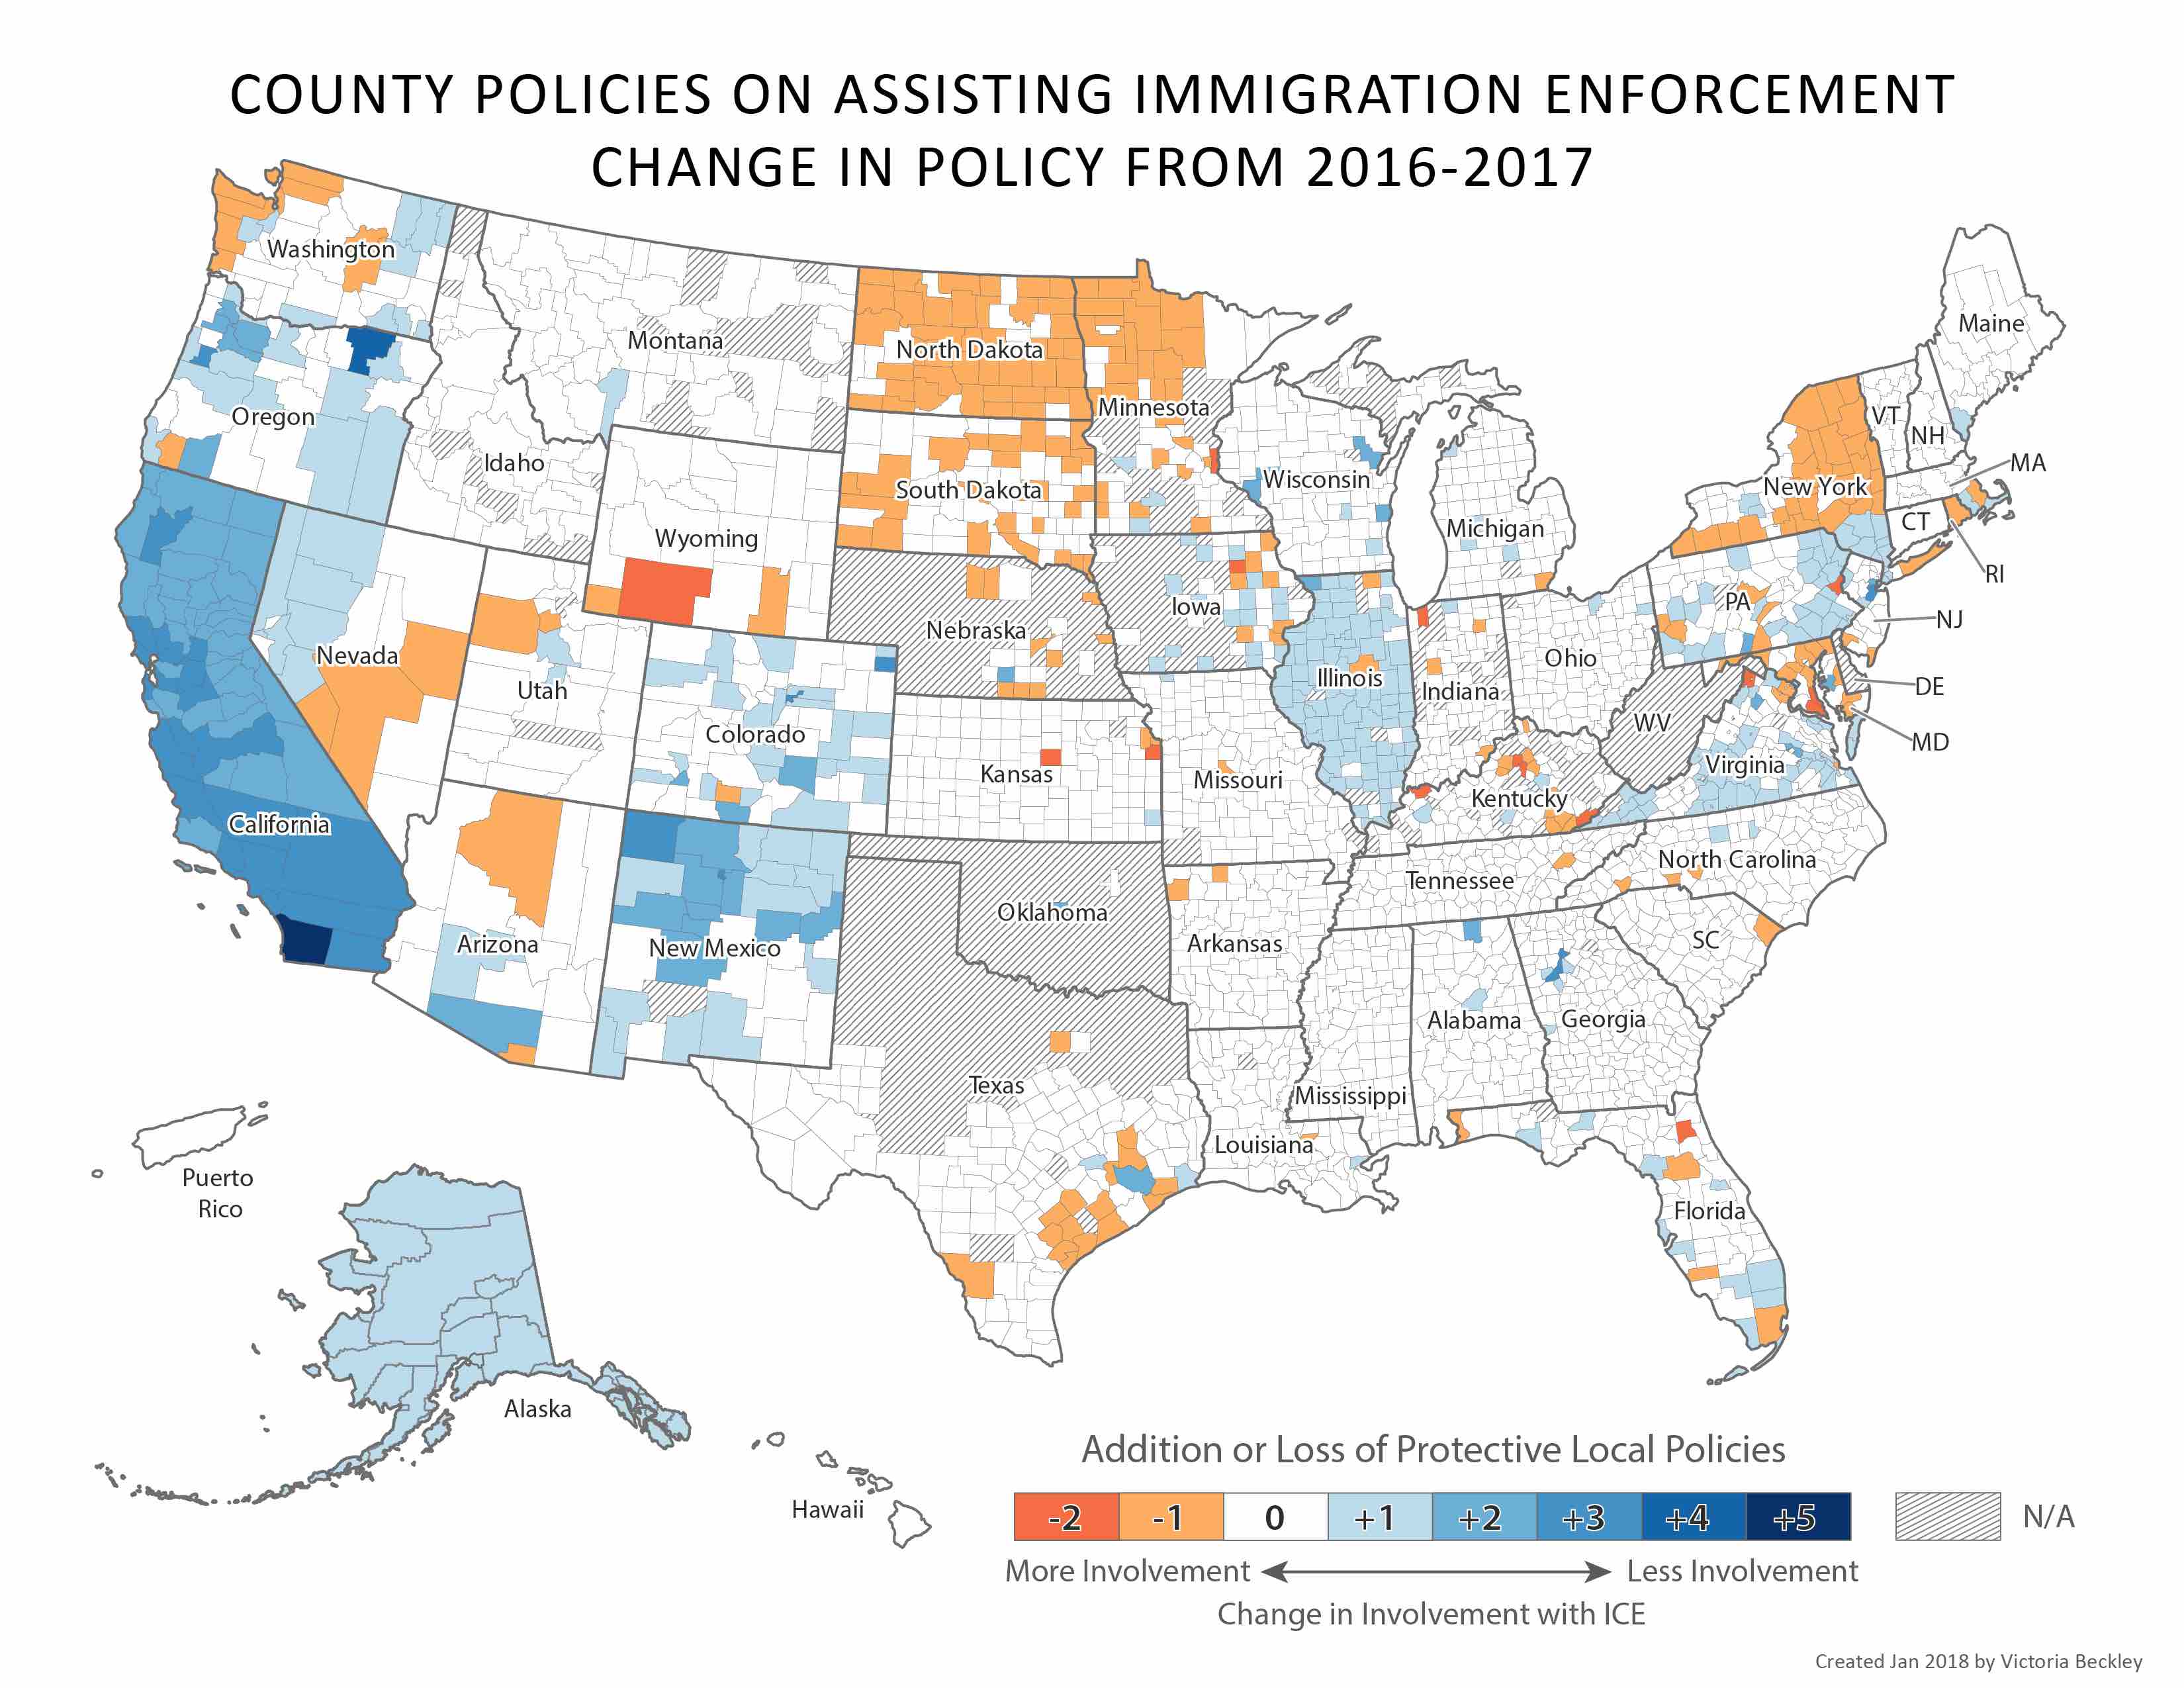 COUNTY POLICIES ON ASSISTING IMMIGRATION ENFORCEMENT
CHANGE IN POLICY FROM 2016-2017
Washington
Montana
North Dakota
Minnesota
Maine
Oregon
Idaho
Wyoming
South Dakota
Wisconsin
Michigan
New York
VT
NH
MA
CT
RI
Nevada
Utah
Colorado
Nebraska
Iowa
Illinois
Indiana
Ohio
PA
NJ
DE
MD
WV
Virginia
California
Kansas
Missouri
Kentucky
Arizona
New Mexico
Oklahoma
Arkansas
Tennessee
North Carolina
SC
Texas
Louisiana
Mississippi
Alabama
Georgia
Florida
Puerto
Rico
Alaska
Hawaii
Addition or Loss of Protective Local Policies
-2 -1 0 +1 +2 +3 +4 +5 N/A
More Involvement Less Involvement
Change in Involvement with ICE
Created Jan 2018 by Victoria Beckley